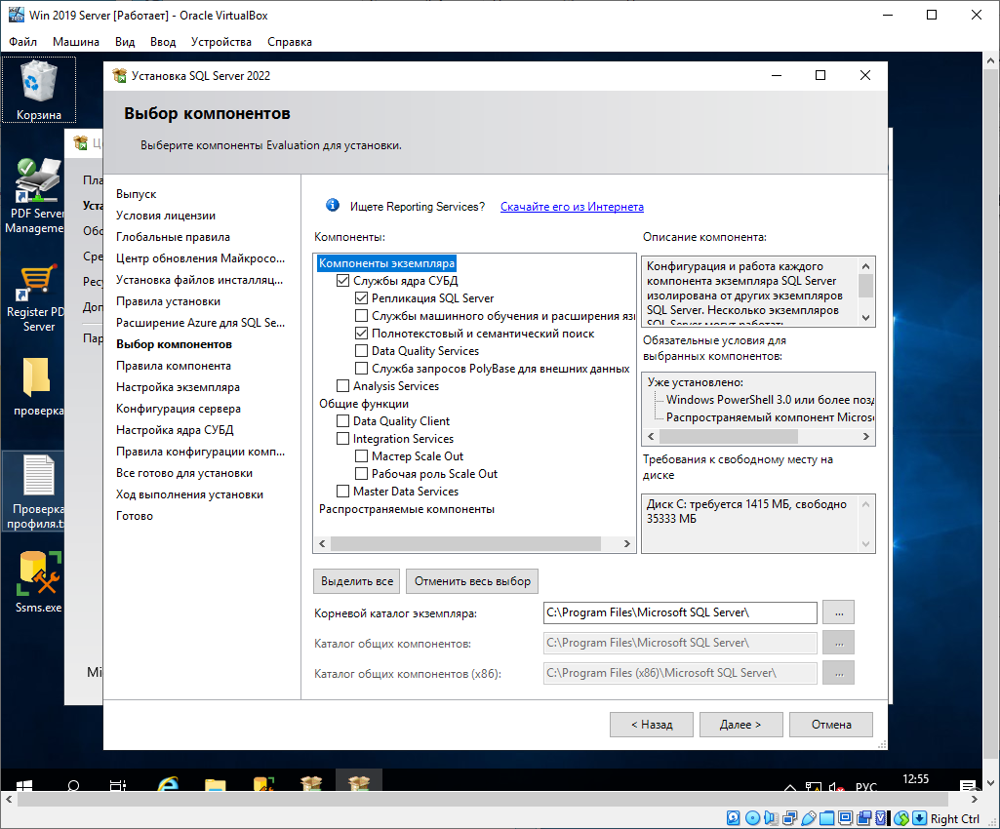 Win 2019 Server [Работает] - Oracle VirtualBox
Файл Машина Вид Ввод Устройства Справка
Корзина
PDF Server
Manageme
Register PD
Server
проверка
Проверка
профиля.t
Ssms.exe
Ц
Пла
Уст
Обс
Сре
Рес
Доп
Пар
Mi
Установка SQL Server 2022
Выбор компонентов
Выберите компоненты Evaluation для установки.
Выпуск
Условия лицензии
Глобальные правила
Центр обновления Майкросо...
Установка файлов инсталляц...
Правила установки
Расширение Azure для SQL Se...
Выбор компонентов
Правила компонента
Настройка экземпляра
Конфигурация сервера
Настройка ядра СУБД
Правила конфигурации комп...
Все готово для установки
Ход выполнения установки
Готово
Ищете Reporting Services? Скачайте его из Интернета
Компоненты:
Компоненты экземпляра
Службы ядра СУБД
Репликация SQL Server
Службы машинного обучения и расширения яз
Полнотекстовый и семантический поиск
Data Quality Services
Служба запросов PolyBase для внешних данных
Analysis Services
Общие функции
Data Quality Client
Integration Services
Мастер Scale Out
Рабочая роль Scale Out
Master Data Services
Распространяемые компоненты
Описание компонента:
Конфигурация и работа каждого
компонента экземпляра SQL Server
изолирована от других экземпляров
SQL Server. Несколько экземпляров
SQL Server могут работать
Обязательные условия для
выбранных компонентов:
Уже установлено:
Windows PowerShell 3.0 или более позд
Распространяемый компонент Microsо
Требования к свободному месту на
диске
Диск C: требуется 1415 МБ, свободно
35333 МБ
Выделить все Отменить весь выбор
Корневой каталог экземпляра: C:\Program Files\Microsoft SQL Server\ ...
Каталог общих компонентов: C:\Program Files\Microsoft SQL Server\ ...
Каталог общих компонентов (x86): C:\Program Files (x86)\Microsoft SQL Server\ ...
< Назад Далее > Отмена
РУС 12:55
Right Ctrl